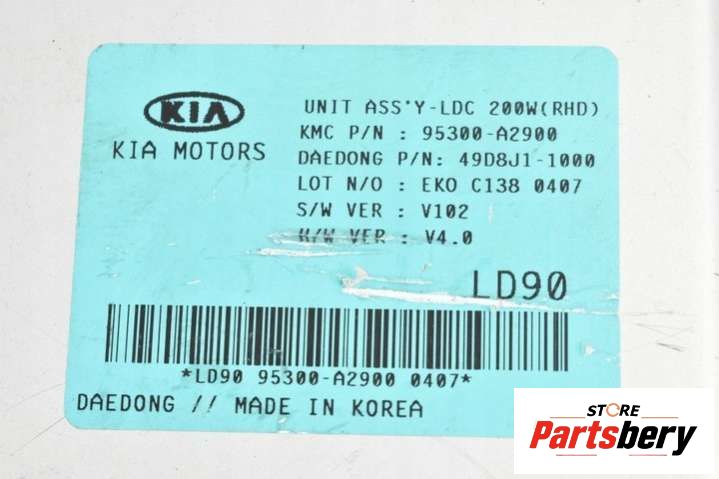 KIA
KIA MOTORS
UNIT ASS'Y-LDC 200W(RHD)
KMC P/N : 95300-A2900
DAEDONG P/N: 49D8J1-1000
LOT N/O : EKO C138 0407
S/W VER : V102
H/W VER : V4.0
LD90
*LD90 95300-A2900 0407*
DAEDONG // MADE IN KOREA
STORE
Partsbery